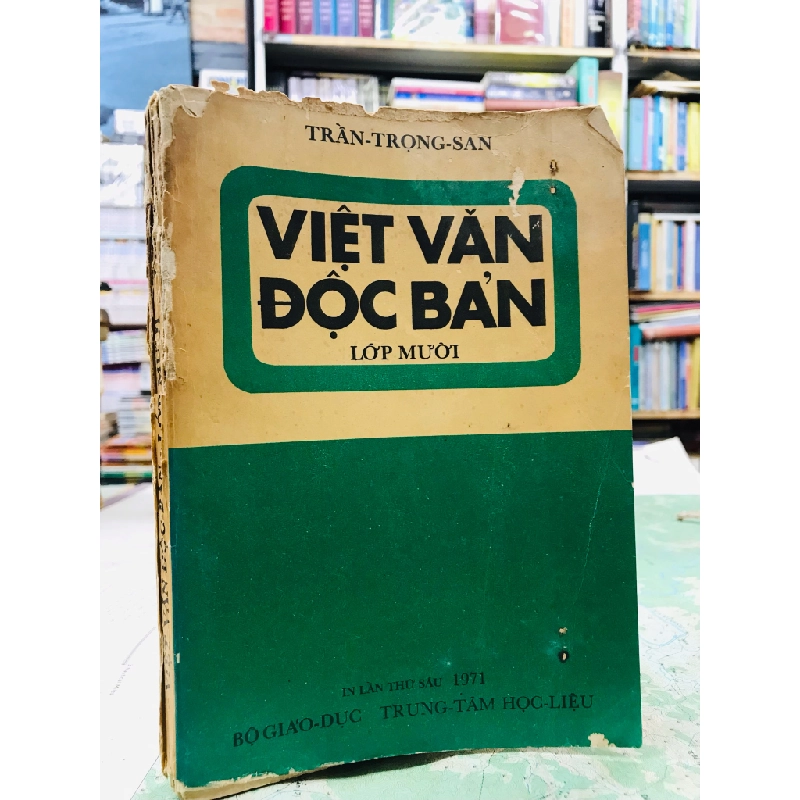 TRẦN-TRỌNG-SAN
VIỆT VĂN
ĐỘC BẢN
LỚP MƯỜI
IN LẦN THỨ SÁU 1971
BỘ GIÁO-DỤC TRUNG-TÂM HỌC-LIỆU